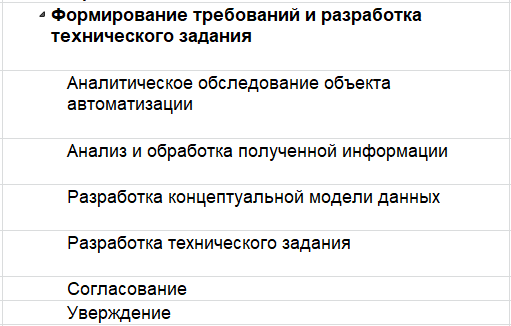 Формирование требований и разработка
технического задания
Аналитическое обследование объекта
автоматизации
Анализ и обработка полученной информации
Разработка концептуальной модели данных
Разработка технического задания
Согласование
Уверждение